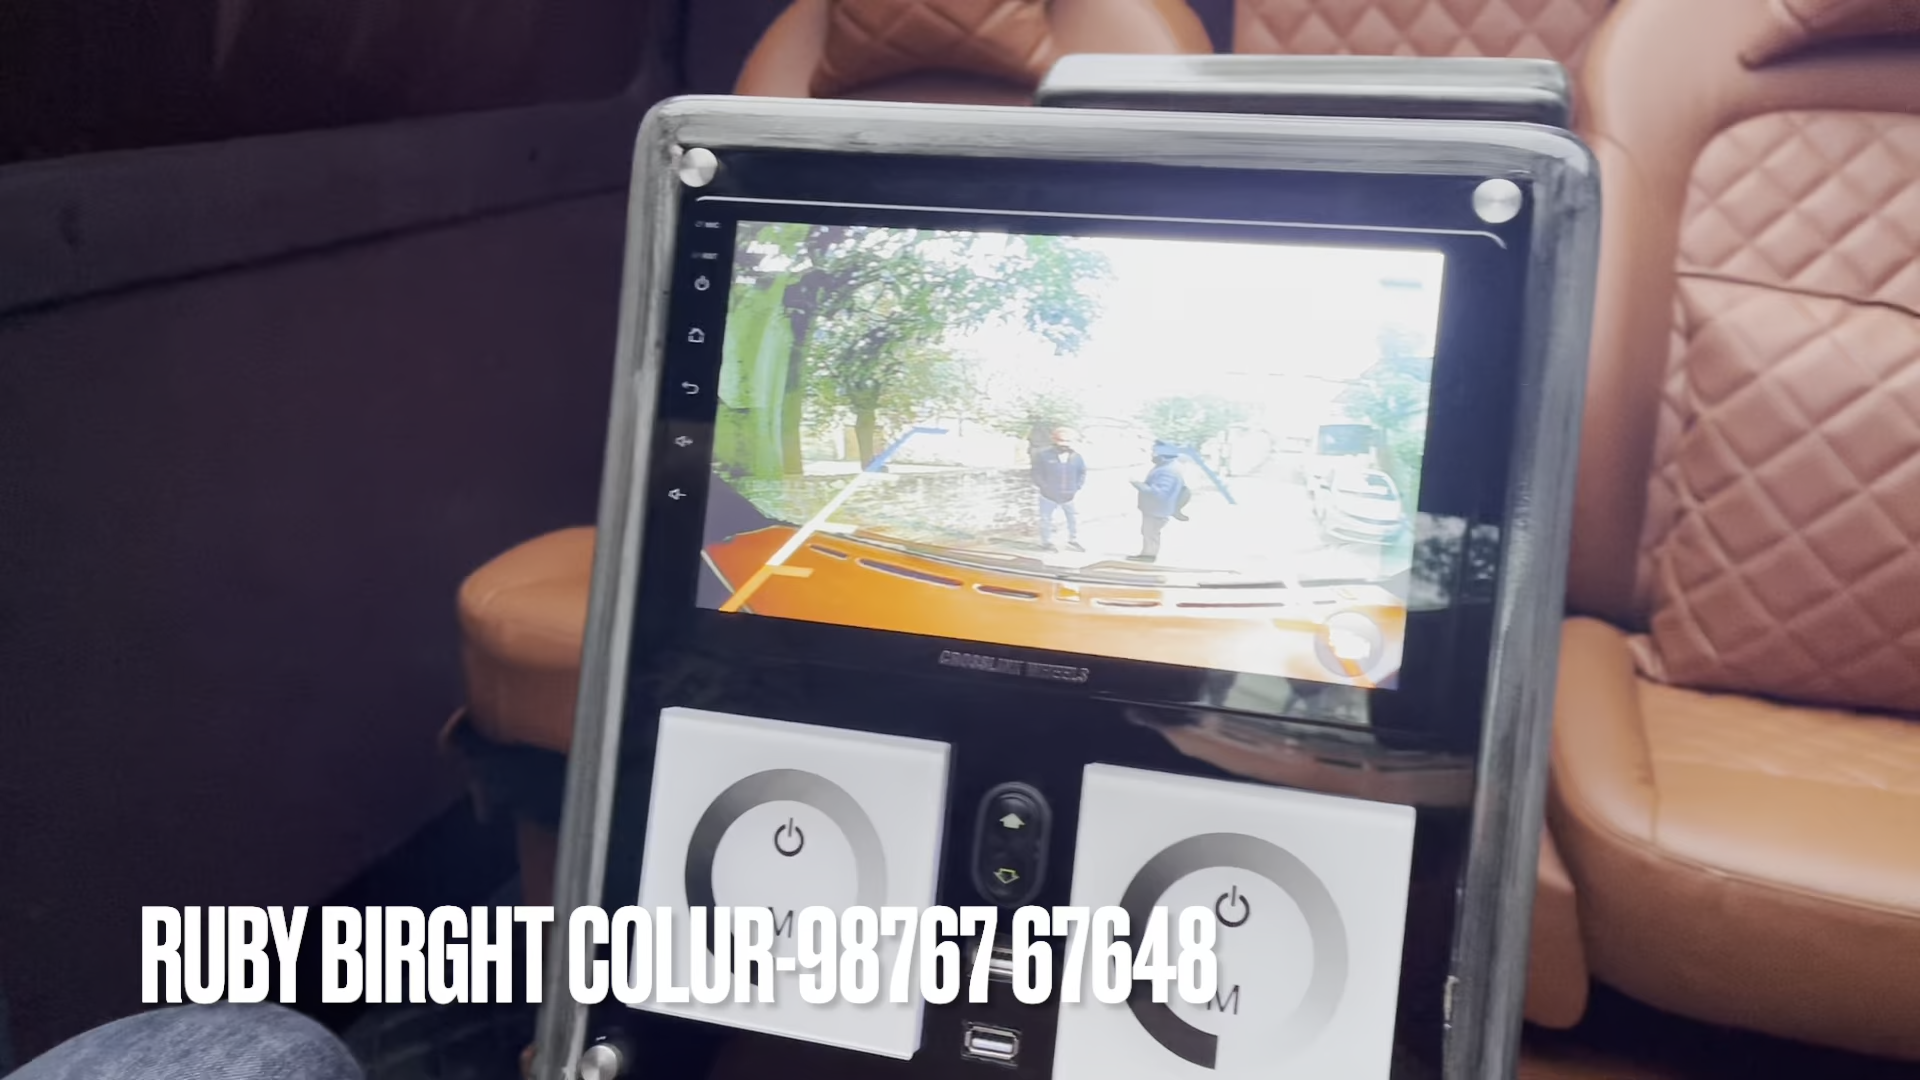 CROSSLINK WHEELS
M
M
RUBY BIRGHT COLUR-98767 67648